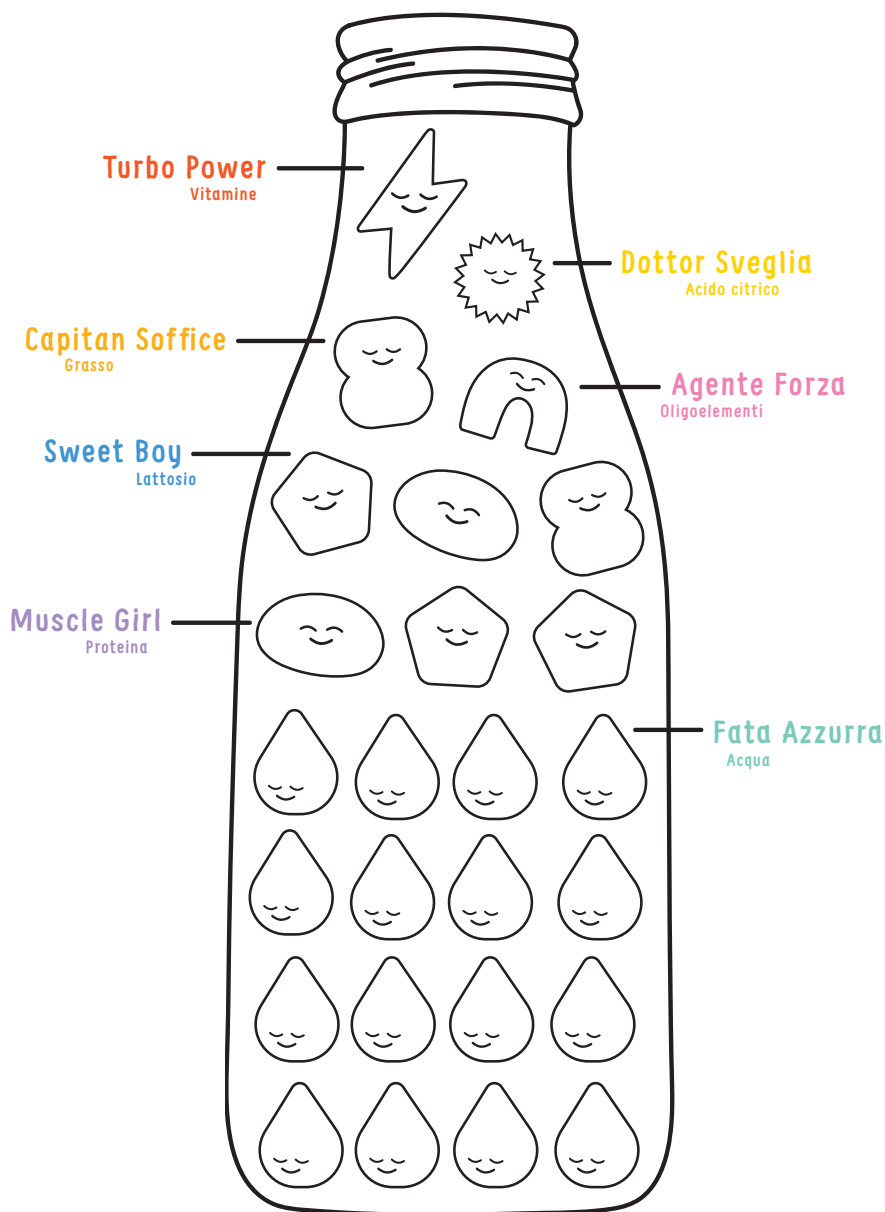 Turbo Power
Vitamine
Dottor Sveglia
Acido citrico
Capitan Soffice
Grasso
Agente Forza
Oligoelementi
Sweet Boy
Lattosio
Muscle Girl
Proteina
Fata Azzurra
Acqua